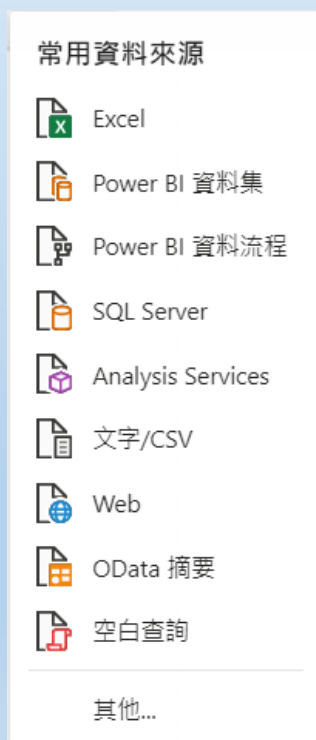 常用資料來源
Excel
Power BI 資料集
Power BI 資料流程
SQL Server
Analysis Services
文字/CSV
Web
OData 摘要
空白查詢
其他...